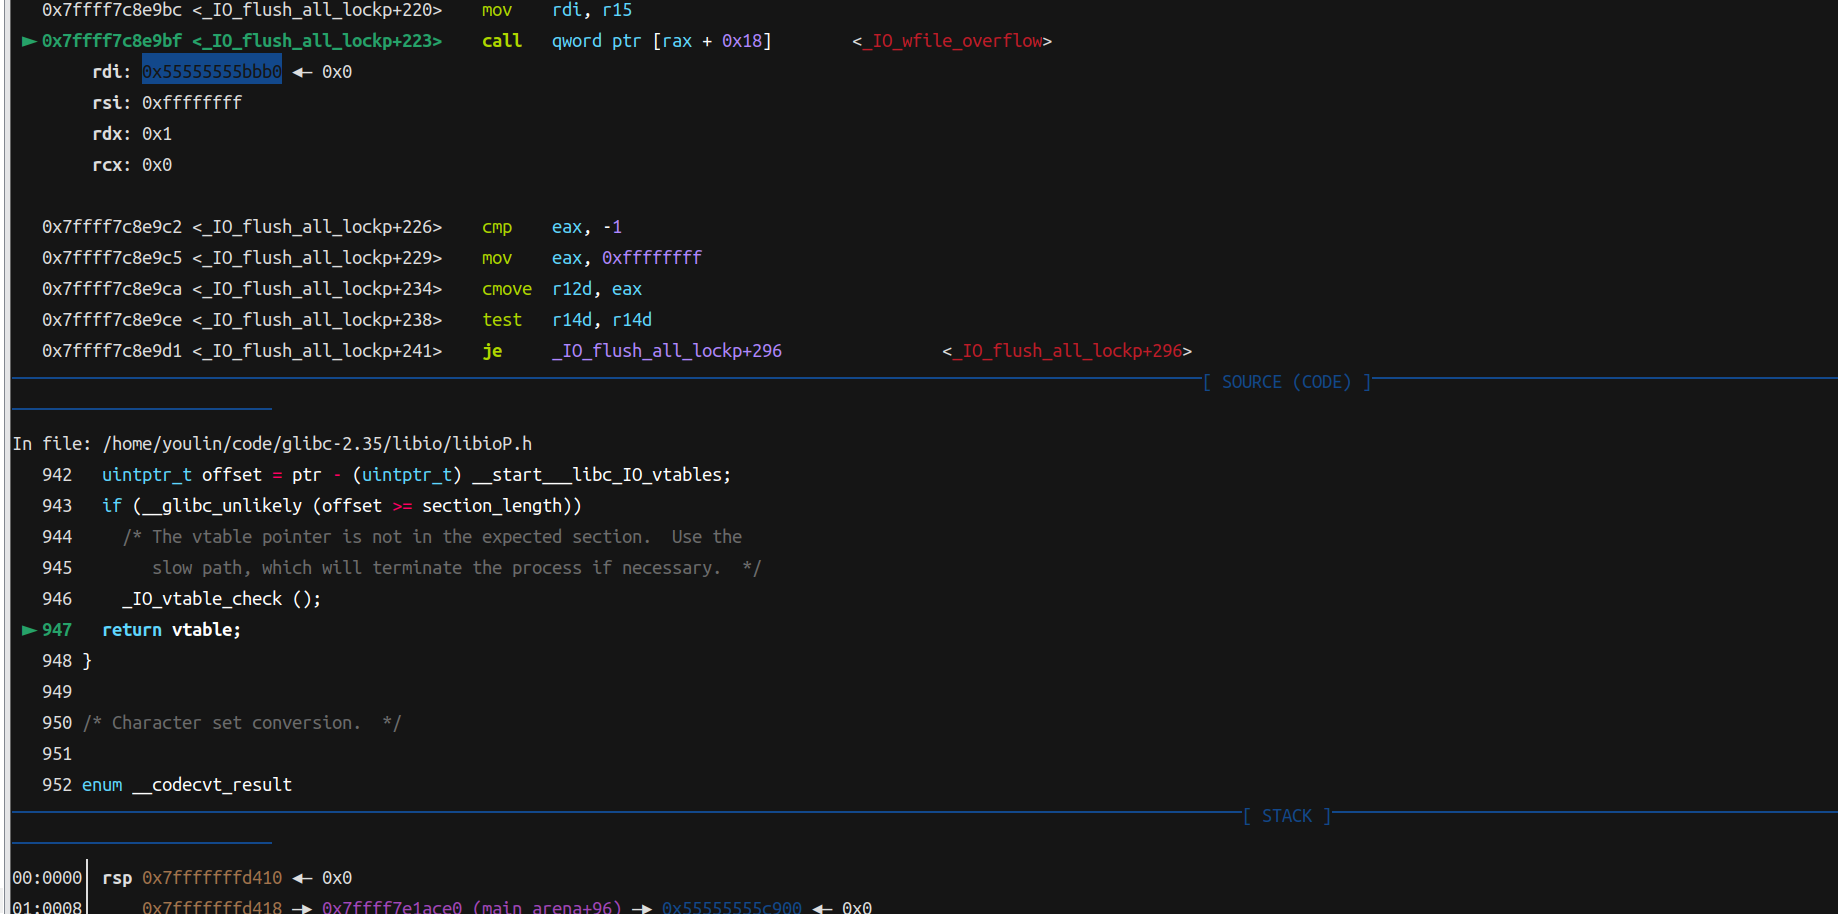 0x7ffff7c8e9bc <_IO_flush_all_lockp+220>    mov    rdi, r15
► 0x7ffff7c8e9bf <_IO_flush_all_lockp+223>    call   qword ptr [rax + 0x18]        <_IO_wfile_overflow>
rdi: 0x55555555bbb0 ◂— 0x0
rsi: 0xffffffff
rdx: 0x1
rcx: 0x0
0x7ffff7c8e9c2 <_IO_flush_all_lockp+226>    cmp    eax, -1
0x7ffff7c8e9c5 <_IO_flush_all_lockp+229>    mov    eax, 0xffffffff
0x7ffff7c8e9ca <_IO_flush_all_lockp+234>    cmove  r12d, eax
0x7ffff7c8e9ce <_IO_flush_all_lockp+238>    test   r14d, r14d
0x7ffff7c8e9d1 <_IO_flush_all_lockp+241>    je     _IO_flush_all_lockp+296                <_IO_flush_all_lockp+296>
[ SOURCE (CODE) ]
In file: /home/youlin/code/glibc-2.35/libio/libioP.h
942   uintptr_t offset = ptr - (uintptr_t) __start___libc_IO_vtables;
943   if (__glibc_unlikely (offset >= section_length))
944     /* The vtable pointer is not in the expected section.  Use the
945        slow path, which will terminate the process if necessary.  */
946     _IO_vtable_check ();
► 947   return vtable;
948 }
949
950 /* Character set conversion.  */
951
952 enum __codecvt_result
[ STACK ]
00:0000│ rsp 0x7fffffffd410 ◂— 0x0
01:0008│     0x7fffffffd418 —▸ 0x7ffff7e1ace0 (main_arena+96) —▸ 0x55555555c900 ◂— 0x0